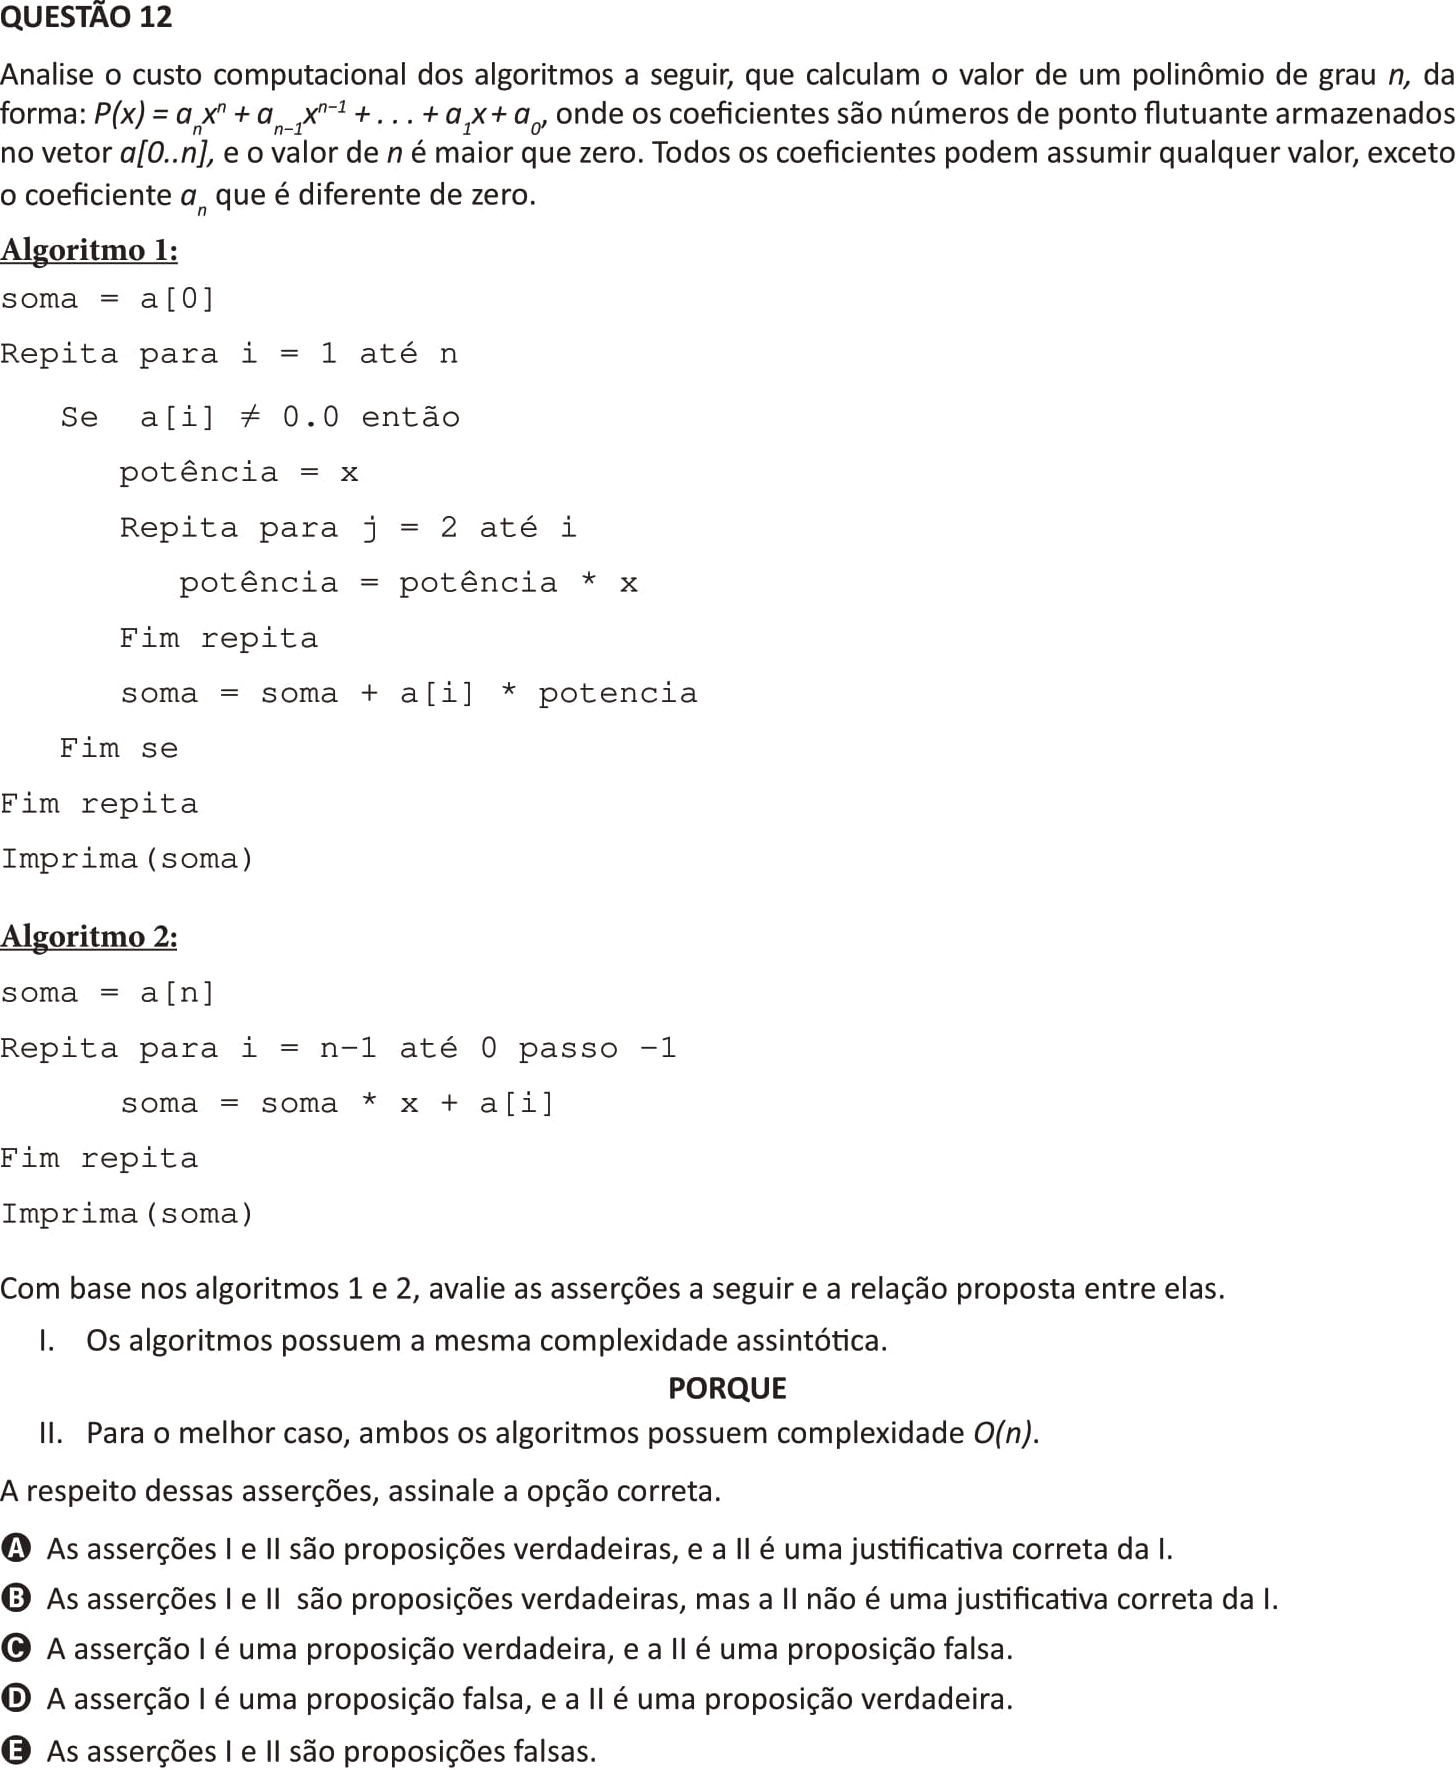 QUESTÃO 12
Analise o custo computacional dos algoritmos a seguir, que calculam o valor de um polinômio de grau n, da
forma: P(x) = aₙxⁿ + aₙ₋₁xⁿ⁻¹ + . . . + a₁x + a₀, onde os coeficientes são números de ponto flutuante armazenados
no vetor a[0..n], e o valor de n é maior que zero. Todos os coeficientes podem assumir qualquer valor, exceto
o coeficiente aₙ que é diferente de zero.
Algoritmo 1:
soma = a[0]
Repita para i = 1 até n
Se a[i] ≠ 0.0 então
potência = x
Repita para j = 2 até i
potência = potência * x
Fim repita
soma = soma + a[i] * potencia
Fim se
Fim repita
Imprima(soma)
Algoritmo 2:
soma = a[n]
Repita para i = n-1 até 0 passo -1
soma = soma * x + a[i]
Fim repita
Imprima(soma)
Com base nos algoritmos 1 e 2, avalie as asserções a seguir e a relação proposta entre elas.
I. Os algoritmos possuem a mesma complexidade assintótica.
PORQUE
II. Para o melhor caso, ambos os algoritmos possuem complexidade O(n).
A respeito dessas asserções, assinale a opção correta.
A As asserções I e II são proposições verdadeiras, e a II é uma justificativa correta da I.
B As asserções I e II são proposições verdadeiras, mas a II não é uma justificativa correta da I.
C A asserção I é uma proposição verdadeira, e a II é uma proposição falsa.
D A asserção I é uma proposição falsa, e a II é uma proposição verdadeira.
E As asserções I e II são proposições falsas.